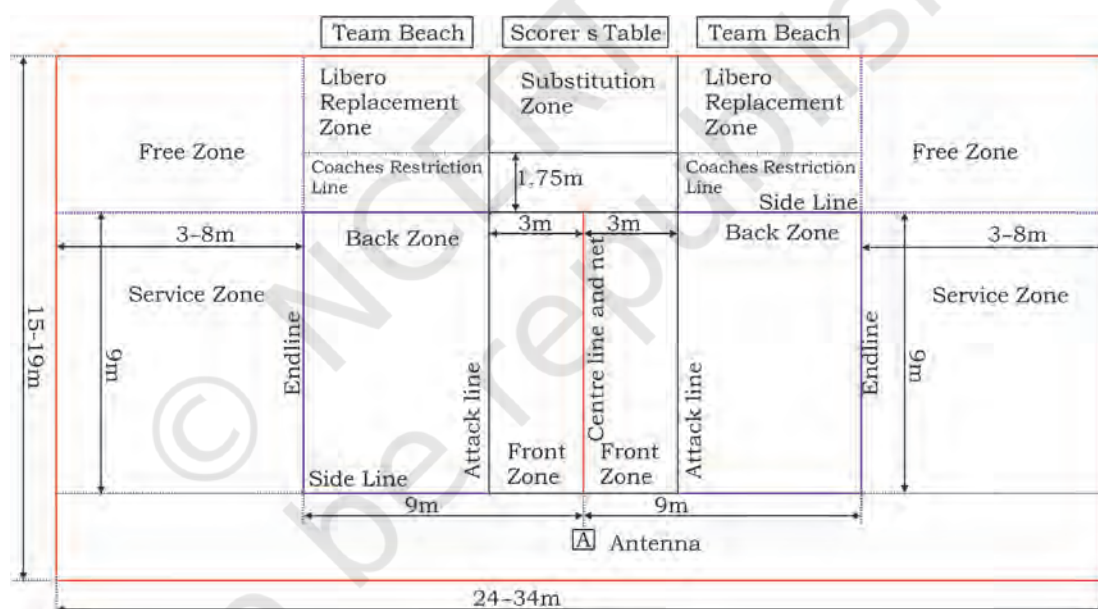 Team Beach
Scorer s Table
Team Beach
Libero
Replacement
Zone
Substitution
Zone
Libero
Replacement
Zone
Free Zone
Free Zone
Coaches Restriction
Line
1.75m
Coaches Restriction
Line
Side Line
3-8m
Back Zone
3m
3m
Back Zone
3-8m
Service Zone
Service Zone
15-19m
9m
Endline
Attack line
Centre line and net
Attack line
Endline
9m
Front
Zone
Front
Zone
Side Line
9m
9m
A Antenna
24-34m
© NCERT
be republish